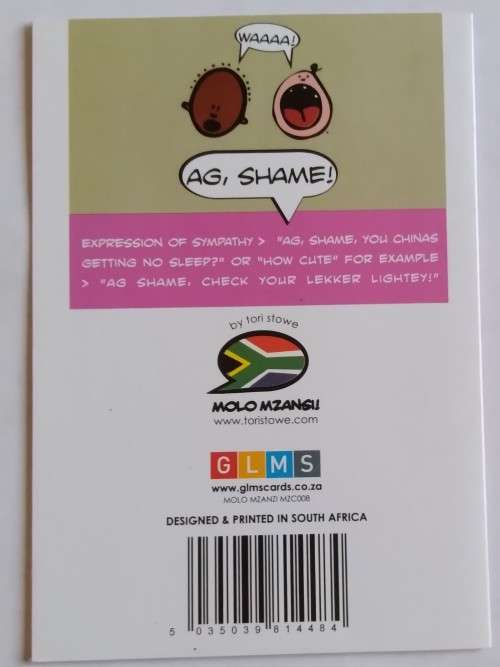 WAAAA!
AG, SHAME!
EXPRESSION OF SYMPATHY > "AG, SHAME, YOU CHINAS
GETTING NO SLEEP?" OR "HOW CUTE" FOR EXAMPLE
> "AG SHAME, CHECK YOUR LEKKER LIGHTEY!"
by tori stowe
MOLO MZANSI!
www.toristowe.com
GLMS
www.glmscards.co.za
MOLO MZANZI MZC008
DESIGNED & PRINTED IN SOUTH AFRICA
5 035039 814484